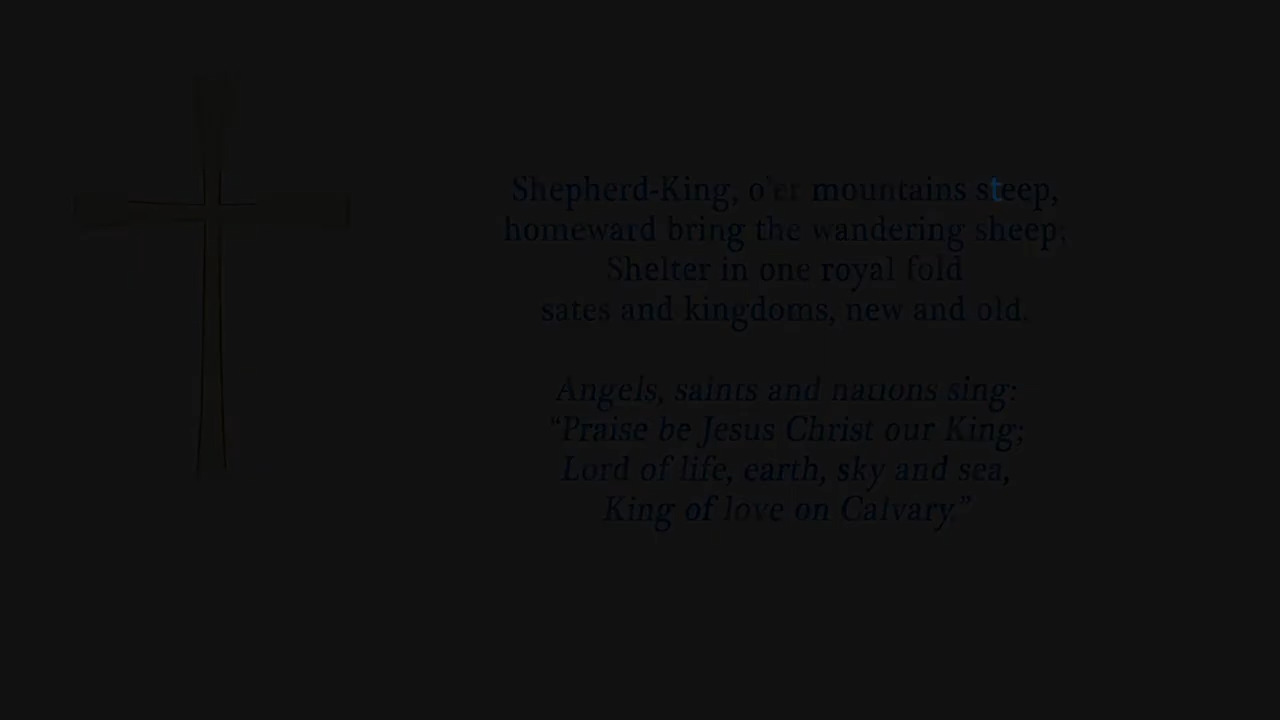 Shepherd-King, o'er mountains steep,
homeward bring the wandering sheep;
Shelter in one royal fold
sates and kingdoms, new and old.
Angels, saints and nations sing:
“Praise be Jesus Christ our King;
Lord of life, earth, sky and sea,
King of love on Calvary.”